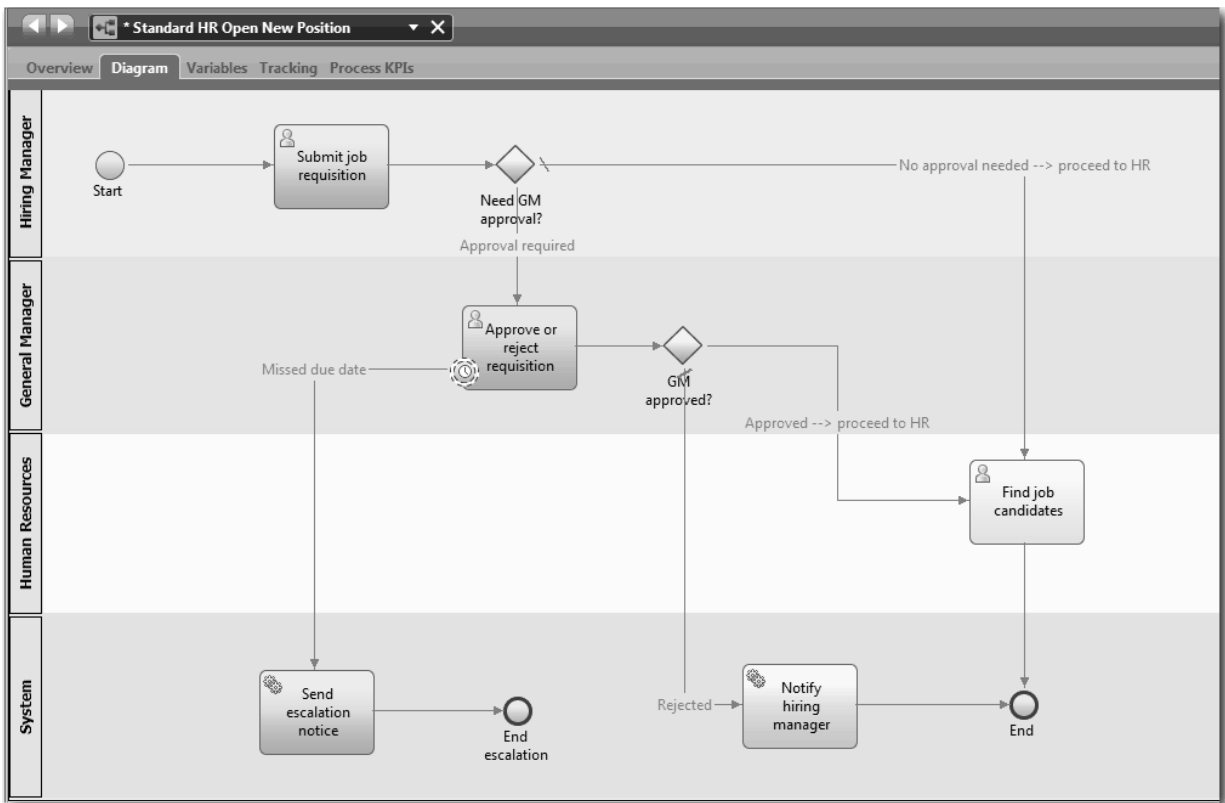 * Standard HR Open New Position
Overview Diagram Variables Tracking Process KPIs
Hiring Manager
Start
Submit job
requisition
Need GM
approval?
No approval needed --> proceed to HR
Approval required
General Manager
Approve or
reject
requisition
Missed due date
GM
approved?
Approved --> proceed to HR
Human Resources
Find job
candidates
System
Send
escalation
notice
End
escalation
Rejected
Notify
hiring
manager
End